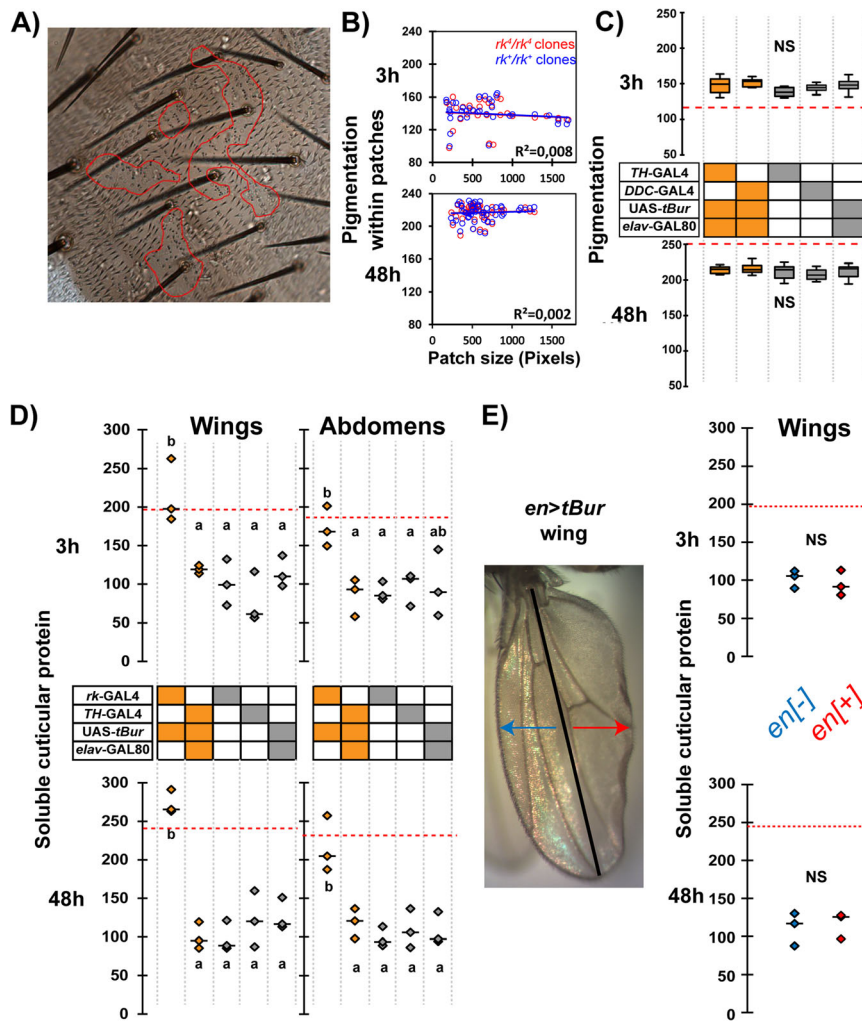 A)
B)
3h
48h
Pigmentation
within patches
240
200
160
120
80
rk⁴/rk⁴ clones
rk⁺/rk⁺ clones
R²=0,008
240
200
160
120
80
R²=0,002
0 500 1000 1500
Patch size (Pixels)
C)
3h
Pigmentation
48h
200
150
100
50
NS
TH-GAL4
DDC-GAL4
UAS-tBur
elav-GAL80
250
200
150
100
50
NS
D)
Wings Abdomens
Soluble cuticular protein
3h
300
250
200
150
100
50
0
b
a a a a
b
a a a ab
rk-GAL4
TH-GAL4
UAS-tBur
elav-GAL80
48h
300
250
200
150
100
50
0
b
a a a a
b
a a a a
E)
en>tBur
wing
Wings
Soluble cuticular protein
3h
300
250
200
150
100
50
0
NS
en[-]
en[+]
48h
300
250
200
150
100
50
0
NS